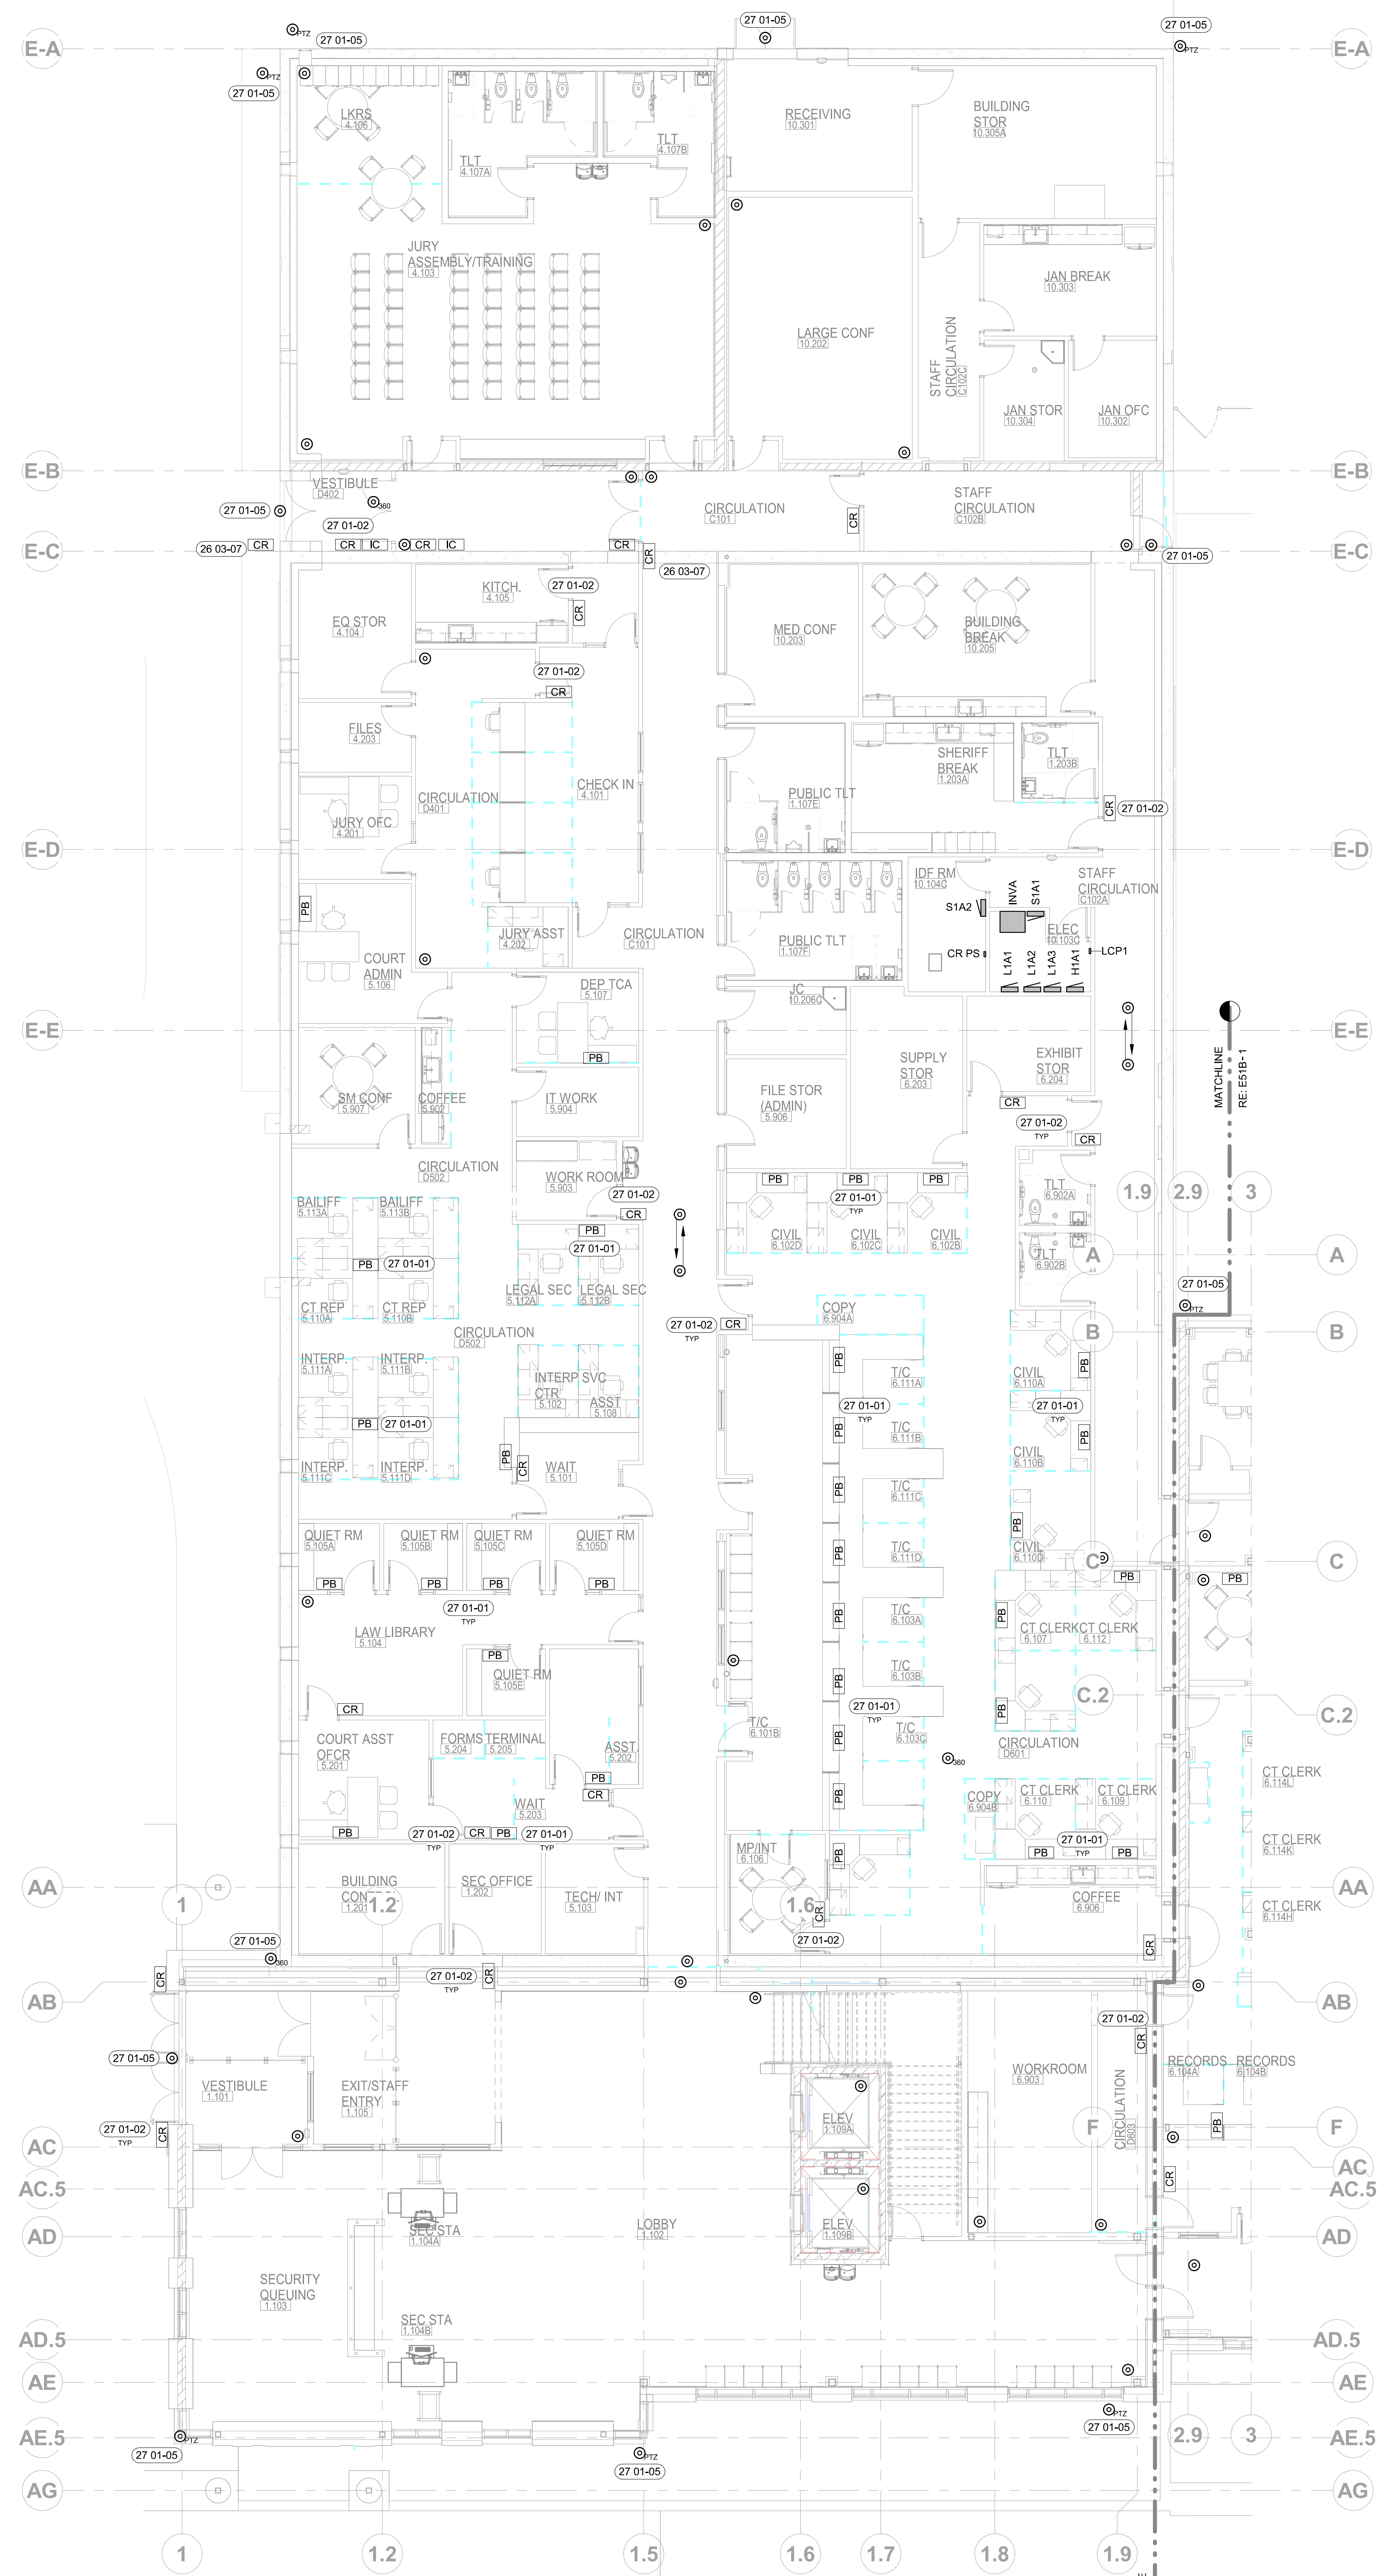 27 01-05
27 01-05
PTZ
27 01-05
E-A
E-A
PTZ
PTZ
27 01-05
LKRS
4.106
RECEIVING
10.301
BUILDING
STOR
10.305A
TLT
4.107B
TLT
4.107A
JURY
ASSEMBLY/TRAINING
4.103
JAN BREAK
10.303
LARGE CONF
10.202
STAFF
CIRCULATION
C102C
JAN STOR
10.304
JAN OFC
10.302
E-B
E-B
VESTIBULE
D402
360
27 01-05
27 01-02
CIRCULATION
C101
STAFF
CIRCULATION
C102B
CR
26 03-07
CR
CR
IC
CR
IC
CR
CR
E-C
E-C
27 01-05
26 03-07
KITCH.
4.105
27 01-02
CR
EQ STOR
4.104
MED CONF
10.203
BUILDING
BREAK
10.205
27 01-02
CR
FILES
4.203
SHERIFF
BREAK
1.203A
TLT
1.203B
CIRCULATION
D401
CHECK IN
4.101
PUBLIC TLT
1.107E
CR
27 01-02
JURY OFC
4.201
E-D
E-D
IDF RM
10.104C
STAFF
CIRCULATION
C102A
PB
S1A2
INVA
S1A1
JURY ASST
4.202
CIRCULATION
C101
PUBLIC TLT
1.107F
ELEC
10.103C
COURT
ADMIN
5.106
CR PS
L1A1
L1A2
L1A3
H1A1
LCP1
DEP TCA
5.107
JC
10.206C
E-E
E-E
PB
SUPPLY
STOR
6.203
EXHIBIT
STOR
6.204
MATCHLINE
RE: E51B-1
SM CONF
5.907
COFFEE
5.902
IT WORK
5.904
FILE STOR
(ADMIN)
5.906
CR
27 01-02
TYP
CR
CIRCULATION
D502
WORK ROOM
5.903
27 01-02
CR
PB
PB
PB
27 01-01
TYP
TLT
6.902A
1.9
2.9
3
BAILIFF
5.113A
BAILIFF
5.113B
PB
27 01-01
CIVIL
6.102D
CIVIL
6.102C
CIVIL
6.102B
TLT
6.902B
A
A
PB
27 01-01
LEGAL SEC
5.112A
LEGAL SEC
5.112B
27 01-05
PTZ
CT REP
5.110A
CT REP
5.110B
COPY
6.904A
CIRCULATION
D502
27 01-02
TYP
CR
B
B
INTERP.
5.111A
INTERP.
5.111B
INTERP SVC
CTR
5.102
ASST
5.108
PB
T/C
6.111A
CIVIL
6.110A
PB
PB
27 01-01
27 01-01
TYP
27 01-01
TYP
PB
T/C
6.111B
PB
CIVIL
6.110B
PB
CR
WAIT
5.101
INTERP.
5.111C
INTERP.
5.111D
PB
T/C
6.111C
PB
CIVIL
6.110D
QUIET RM
5.105A
QUIET RM
5.105B
QUIET RM
5.105C
QUIET RM
5.105D
PB
T/C
6.111D
C
C
PB
PB
PB
PB
PB
PB
27 01-01
TYP
LAW LIBRARY
5.104
PB
T/C
6.103A
PB
CT CLERK
6.107
CT CLERK
6.112
PB
QUIET RM
5.105E
PB
T/C
6.103B
CR
27 01-01
TYP
PB
C.2
C.2
COURT ASST
OFCR
5.201
FORMS
5.204
TERMINAL
5.205
ASST.
5.202
T/C
6.101B
PB
T/C
6.103C
CIRCULATION
D601
360
PB
CR
CT CLERK
6.114L
WAIT
5.203
PB
COPY
6.904B
CT CLERK
6.110
CT CLERK
6.109
PB
27 01-02
TYP
CR
PB
27 01-01
TYP
MP/INT
6.106
PB
27 01-01
TYP
PB
PB
CT CLERK
6.114K
AA
AA
BUILDING
1.201
SEC OFFICE
1.202
TECH/ INT
5.103
1
1.2
1.6
CR
COFFEE
6.906
CT CLERK
6.114H
27 01-05
360
27 01-02
CR
CR
27 01-02
TYP
CR
AB
AB
27 01-02
CR
27 01-05
VESTIBULE
1.101
EXIT/STAFF
ENTRY
1.105
WORKROOM
6.903
RECORDS
6.104A
RECORDS
6.104B
ELEV
1.109A
CIRCULATION
D603
27 01-02
TYP
CR
F
F
PB
AC
AC
CR
AC.5
AC.5
SEC STA
1.104A
LOBBY
1.102
ELEV
1.109B
AD
AD
SECURITY
QUEUING
1.103
SEC STA
1.104B
AD.5
AD.5
AE
AE
PTZ
27 01-05
AE.5
AE.5
PTZ
27 01-05
PTZ
27 01-05
2.9
3
AG
AG
1
1.2
1.5
1.6
1.7
1.8
1.9